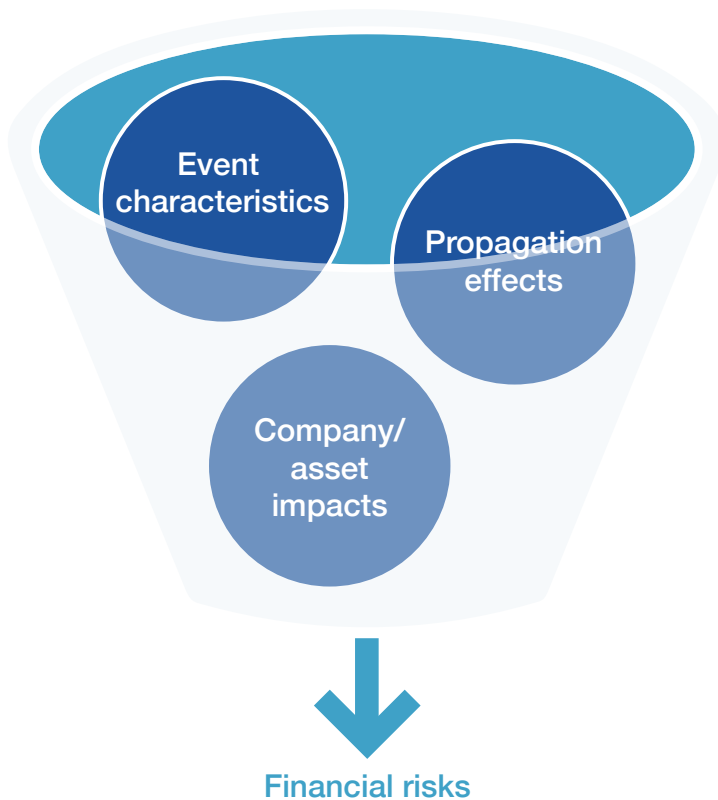 Event
characteristics
Propagation
effects
Company/
asset
impacts
Financial risks